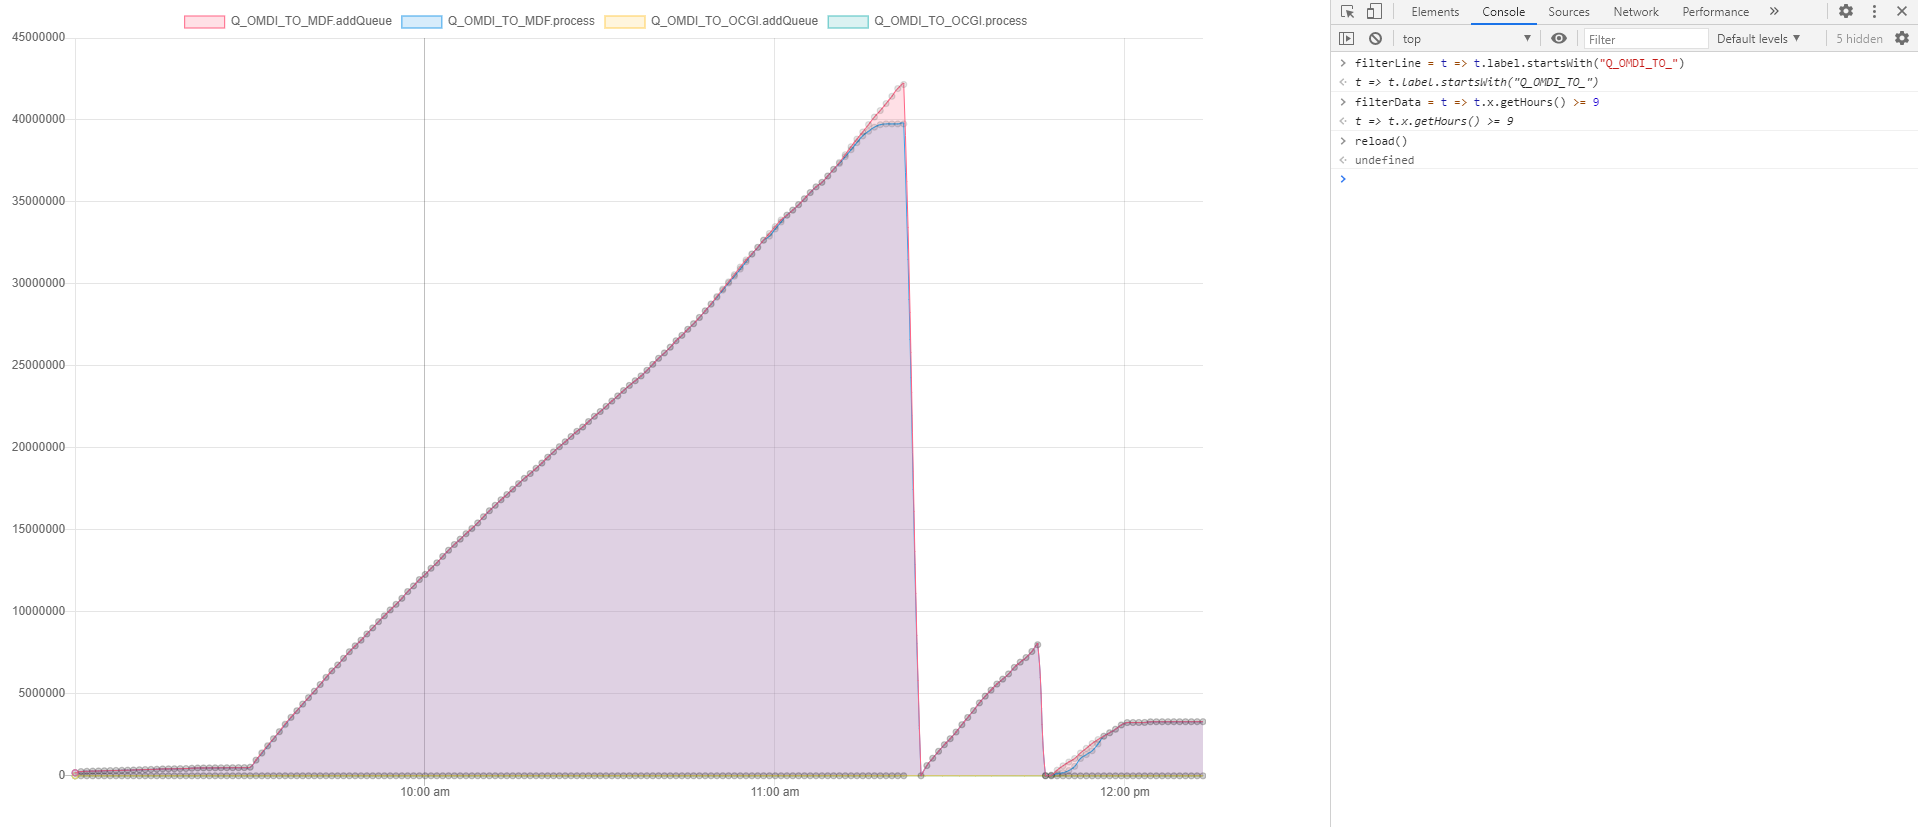 Q_OMDI_TO_MDF.addQueue Q_OMDI_TO_MDF.process Q_OMDI_TO_OCGI.addQueue Q_OMDI_TO_OCGI.process
45000000
40000000
35000000
30000000
25000000
20000000
15000000
10000000
5000000
0
10:00 am 11:00 am 12:00 pm
Elements Console Sources Network Performance »
top Filter Default levels 5 hidden
filterLine = t => t.label.startsWith("Q_OMDI_TO_")
t => t.label.startsWith("Q_OMDI_TO_")
filterData = t => t.x.getHours() >= 9
t => t.x.getHours() >= 9
reload()
undefined